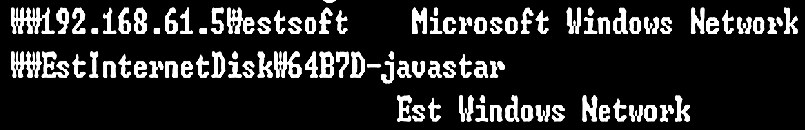 ₩₩192.168.61.5₩estsoft    Microsoft Windows Network
₩₩EstInternetDisk₩64B7D-javastar
Est Windows Network